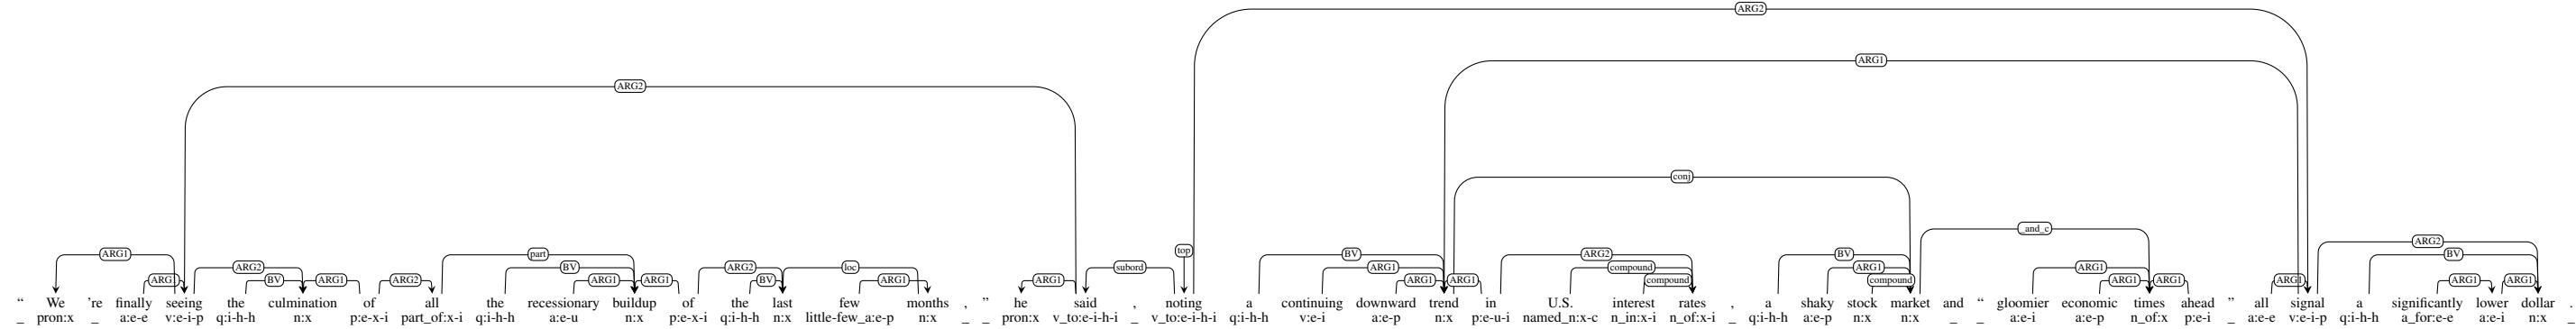 ARG2
ARG1
ARG2
conj
_and_c
ARG2
top
ARG1 part BV ARG2 BV BV
ARG2 BV ARG2 loc subord ARG1 compound ARG1 ARG1
ARG1 BV ARG1 ARG2 ARG1 ARG1 BV ARG1 ARG1 ARG1 ARG1 compound compound ARG1 ARG1 ARG1 ARG1 ARG1
“ We 're finally seeing the culmination of all the recessionary buildup of the last few months , ” he said , noting a continuing downward trend in U.S. interest rates , a shaky stock market and “ gloomier economic times ahead ” all signal a significantly lower dollar .
_ pron:x _ a:e-e v:e-i-p q:i-h-h n:x p:e-x-i part_of:x-i q:i-h-h a:e-u n:x p:e-x-i q:i-h-h n:x little-few_a:e-p n:x _ _ pron:x v_to:e-i-h-i _ v_to:e-i-h-i q:i-h-h v:e-i a:e-p n:x p:e-u-i named_n:x-c n_in:x-i n_of:x-i _ q:i-h-h a:e-p n:x n:x _ _ a:e-i a:e-p n_of:x p:e-i _ a:e-e v:e-i-p q:i-h-h a_for:e-e a:e-i n:x _